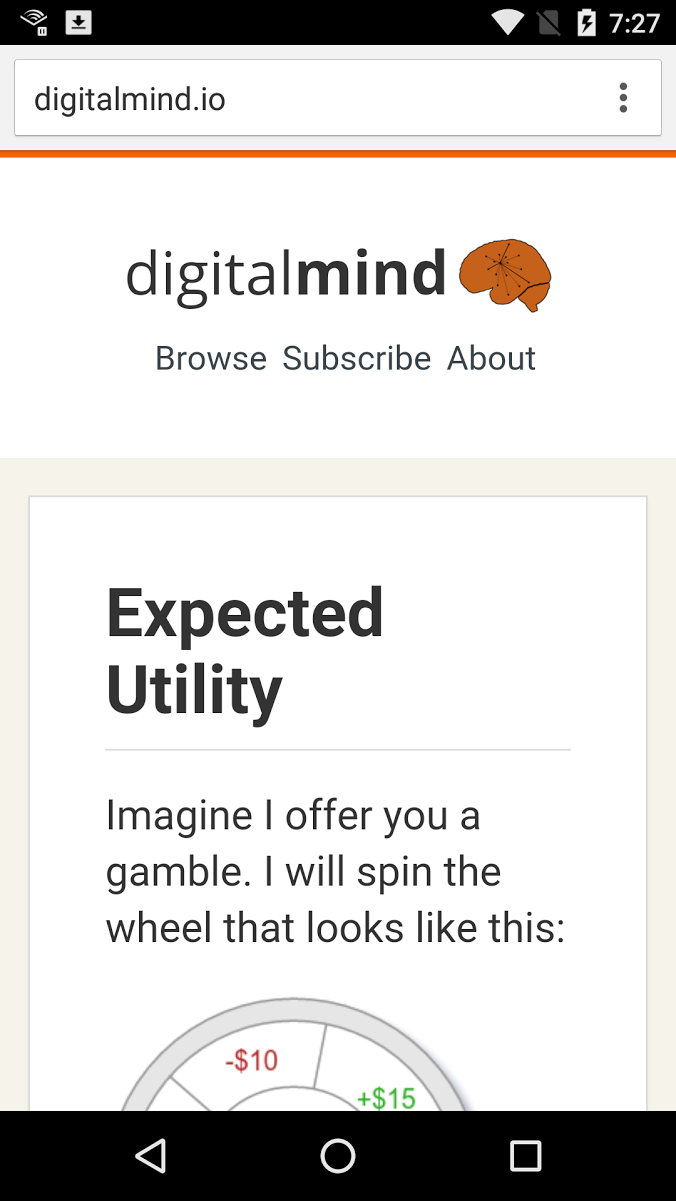 7:27
digitalmind.io
digitalmind
Browse Subscribe About
Expected
Utility
Imagine I offer you a
gamble. I will spin the
wheel that looks like this:
-$10
+$15